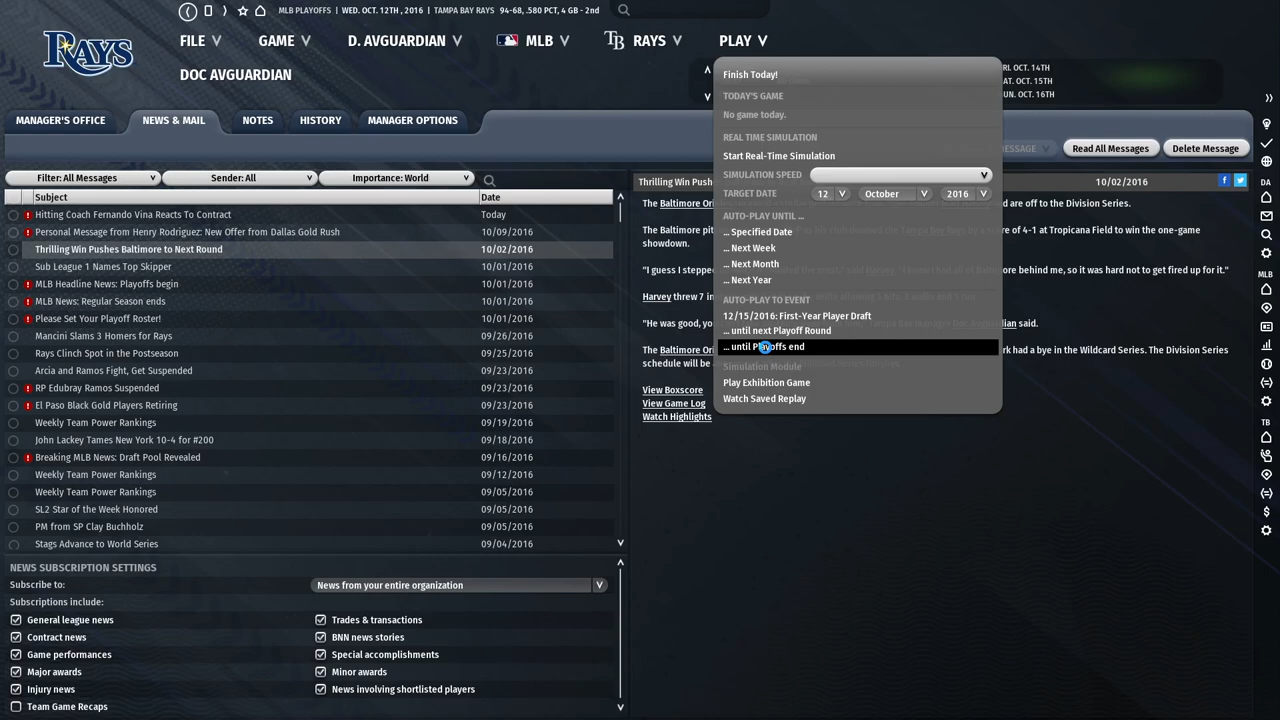 MLB PLAYOFFS | WED. OCT. 12TH , 2016 | TAMPA BAY RAYS 94-68, .580 PCT, 4 GB - 2nd
RAYS
FILE GAME D. AVGUARDIAN MLB TB RAYS PLAY
DOC AVGUARDIAN
RI. OCT. 14TH
AT. OCT. 15TH
UN. OCT. 16TH
MANAGER'S OFFICE NEWS & MAIL NOTES HISTORY MANAGER OPTIONS
MESSAGE Read All Messages Delete Message
Filter: All Messages Sender: All Importance: World
Subject Date
Hitting Coach Fernando Vina Reacts To Contract Today
Personal Message from Henry Rodriguez: New Offer from Dallas Gold Rush 10/09/2016
Thrilling Win Pushes Baltimore to Next Round 10/02/2016
Sub League 1 Names Top Skipper 10/01/2016
MLB Headline News: Playoffs begin 10/01/2016
MLB News: Regular Season ends 10/01/2016
Please Set Your Playoff Roster! 10/01/2016
Mancini Slams 3 Homers for Rays 09/26/2016
Rays Clinch Spot in the Postseason 09/25/2016
Arcia and Ramos Fight, Get Suspended 09/23/2016
RP Edubray Ramos Suspended 09/23/2016
El Paso Black Gold Players Retiring 09/23/2016
Weekly Team Power Rankings 09/19/2016
John Lackey Tames New York 10-4 for #200 09/18/2016
Breaking MLB News: Draft Pool Revealed 09/16/2016
Weekly Team Power Rankings 09/12/2016
Weekly Team Power Rankings 09/05/2016
SL2 Star of the Week Honored 09/05/2016
PM from SP Clay Buchholz 09/05/2016
Stags Advance to World Series 09/04/2016
NEWS SUBSCRIPTION SETTINGS
Subscribe to: News from your entire organization
Subscriptions include:
General league news Trades & transactions
Contract news BNN news stories
Game performances Special accomplishments
Major awards Minor awards
Injury news News involving shortlisted players
Team Game Recaps
Finish Today!
TODAY'S GAME
No game today.
REAL TIME SIMULATION
Start Real-Time Simulation
SIMULATION SPEED
TARGET DATE 12 October 2016
AUTO-PLAY UNTIL ...
... Specified Date
... Next Week
... Next Month
... Next Year
AUTO-PLAY TO EVENT
12/15/2016: First-Year Player Draft
... until next Playoff Round
... until Playoffs end
Simulation Module
Play Exhibition Game
Watch Saved Replay
Thrilling Win Push 10/02/2016
The Baltimore Ori d are off to the Division Series.
The Baltimore pit Tampa Bay Rays by a score of 4-1 at Tropicana Field to win the one-game
showdown.
"I guess I stepped more behind me, so it was hard not to get fired up for it."
Harvey threw 7 in
"He was good, yo Doc Avguardian said.
The Baltimore Ori rk had a bye in the Wildcard Series. The Division Series
schedule will be
View Boxscore
View Game Log
Watch Highlights
DA
MLB
TB